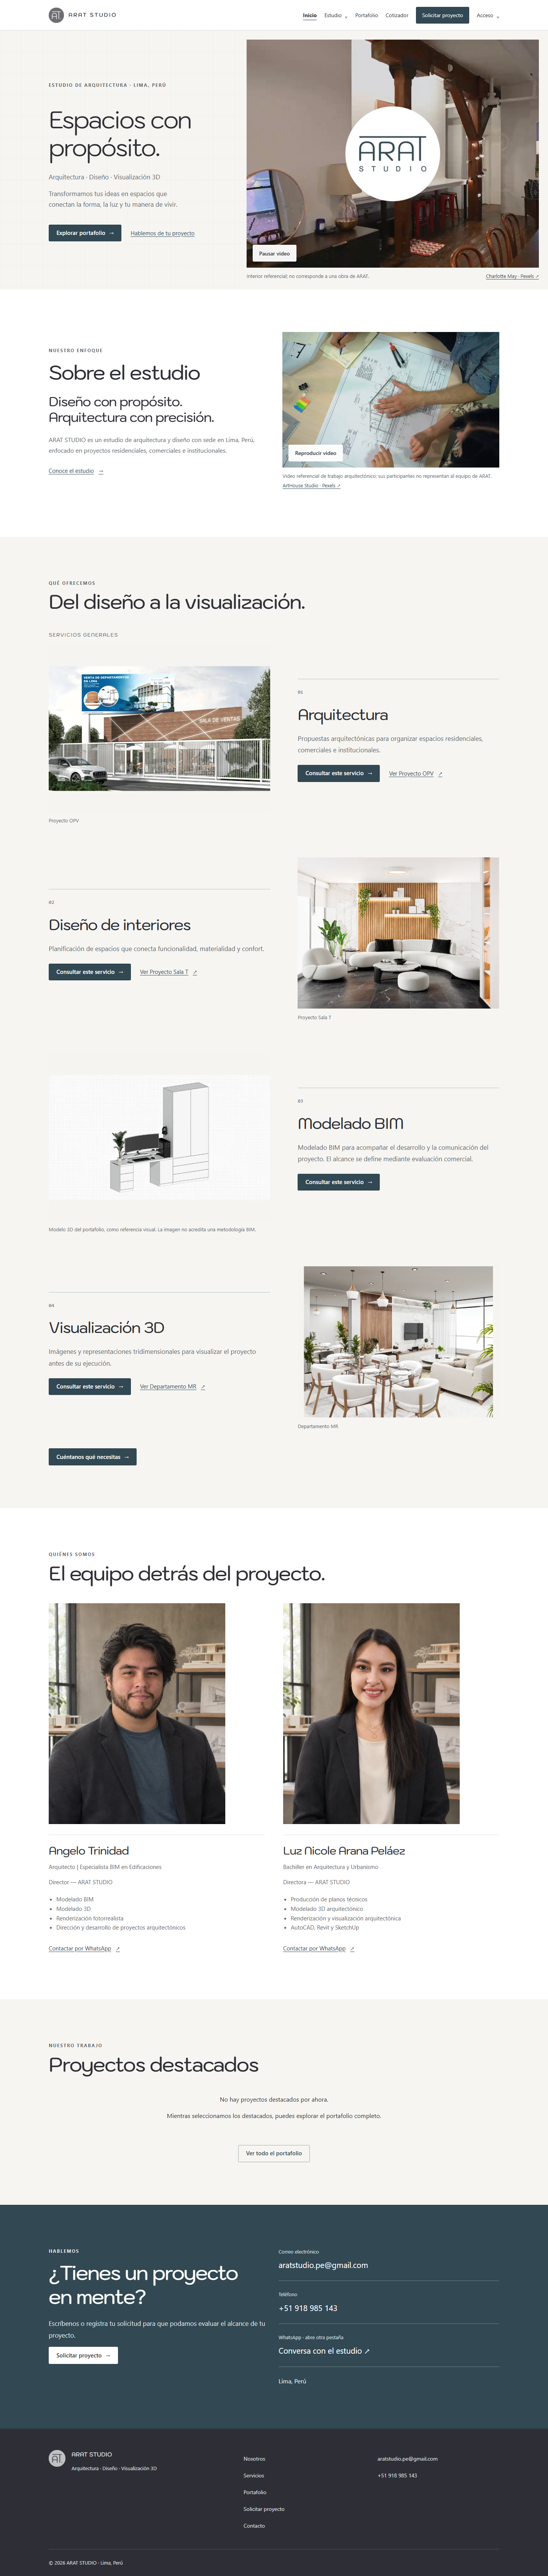 ARAT STUDIO
Inicio
Estudio
Portafolio
Cotizador
Solicitar proyecto
Acceso
ESTUDIO DE ARQUITECTURA · LIMA, PERÚ
Espacios con
propósito.
Arquitectura · Diseño · Visualización 3D
Transformamos tus ideas en espacios que
conectan la forma, la luz y tu manera de vivir.
Explorar portafolio →
Hablemos de tu proyecto
ARAT
STUDIO
Pausar video
Interior referencial; no corresponde a una obra de ARAT.
Charlotte May · Pexels ↗
NUESTRO ENFOQUE
Sobre el estudio
Diseño con propósito.
Arquitectura con precisión.
ARAT STUDIO es un estudio de arquitectura y diseño con sede en Lima, Perú,
enfocado en proyectos residenciales, comerciales e institucionales.
Conoce el estudio →
Reproducir video
Video referencial de trabajo arquitectónico; sus participantes no representan al equipo de ARAT.
ArtHouse Studio · Pexels ↗
QUÉ OFRECEMOS
Del diseño a la visualización.
SERVICIOS GENERALES
VENTA DE DEPARTAMENTOS
EN LIMA
SALA DE VENTAS
Proyecto OPV
01
Arquitectura
Propuestas arquitectónicas para organizar espacios residenciales,
comerciales e institucionales.
Consultar este servicio →
Ver Proyecto OPV ↗
02
Diseño de interiores
Planificación de espacios que conecta funcionalidad, materialidad y confort.
Consultar este servicio →
Ver Proyecto Sala T ↗
Proyecto Sala T
03
Modelado BIM
Modelado BIM para acompañar el desarrollo y la comunicación del
proyecto. El alcance se define mediante evaluación comercial.
Consultar este servicio →
Modelo 3D del portafolio, como referencia visual. La imagen no acredita una metodología BIM.
04
Visualización 3D
Imágenes y representaciones tridimensionales para visualizar el proyecto
antes de su ejecución.
Consultar este servicio →
Ver Departamento MR ↗
Departamento MR
Cuéntanos qué necesitas →
QUIÉNES SOMOS
El equipo detrás del proyecto.
Angelo Trinidad
Arquitecto | Especialista BIM en Edificaciones
Director — ARAT STUDIO
• Modelado BIM
• Modelado 3D
• Renderización fotorrealista
• Dirección y desarrollo de proyectos arquitectónicos
Contactar por WhatsApp ↗
Luz Nicole Arana Peláez
Bachiller en Arquitectura y Urbanismo
Directora — ARAT STUDIO
• Producción de planos técnicos
• Modelado 3D arquitectónico
• Renderización y visualización arquitectónica
• AutoCAD, Revit y SketchUp
Contactar por WhatsApp ↗
NUESTRO TRABAJO
Proyectos destacados
No hay proyectos destacados por ahora.
Mientras seleccionamos los destacados, puedes explorar el portafolio completo.
Ver todo el portafolio
HABLEMOS
¿Tienes un proyecto
en mente?
Escríbenos o registra tu solicitud para que podamos evaluar el alcance de tu
proyecto.
Solicitar proyecto →
Correo electrónico
aratstudio.pe@gmail.com
Teléfono
+51 918 985 143
WhatsApp · abre otra pestaña
Conversa con el estudio ↗
Lima, Perú
ARAT STUDIO
Arquitectura · Diseño · Visualización 3D
Nosotros
Servicios
Portafolio
Solicitar proyecto
Contacto
aratstudio.pe@gmail.com
+51 918 985 143
© 2026 ARAT STUDIO · Lima, Perú